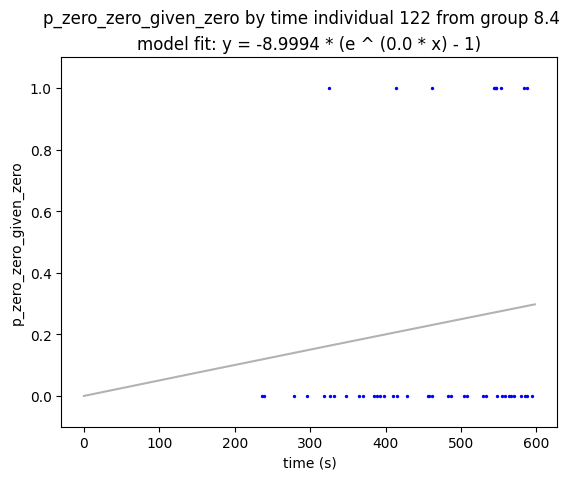 p_zero_zero_given_zero by time individual 122 from group 8.4
model fit: y = -8.9994 * (e ^ (0.0 * x) - 1)
1.0
0.8
0.6
0.4
0.2
0.0
p_zero_zero_given_zero
0 100 200 300 400 500 600
time (s)